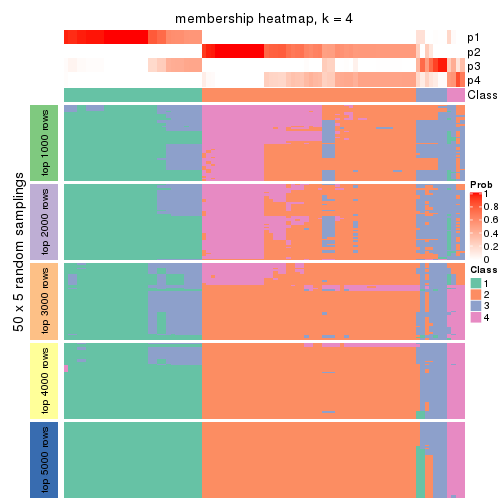 membership heatmap, k = 4
p1
p2
p3
p4
Class
50 x 5 random samplings
top 1000 rows
top 2000 rows
top 3000 rows
top 4000 rows
top 5000 rows
Prob
1
0.8
0.6
0.4
0.2
0
Class
1
2
3
4